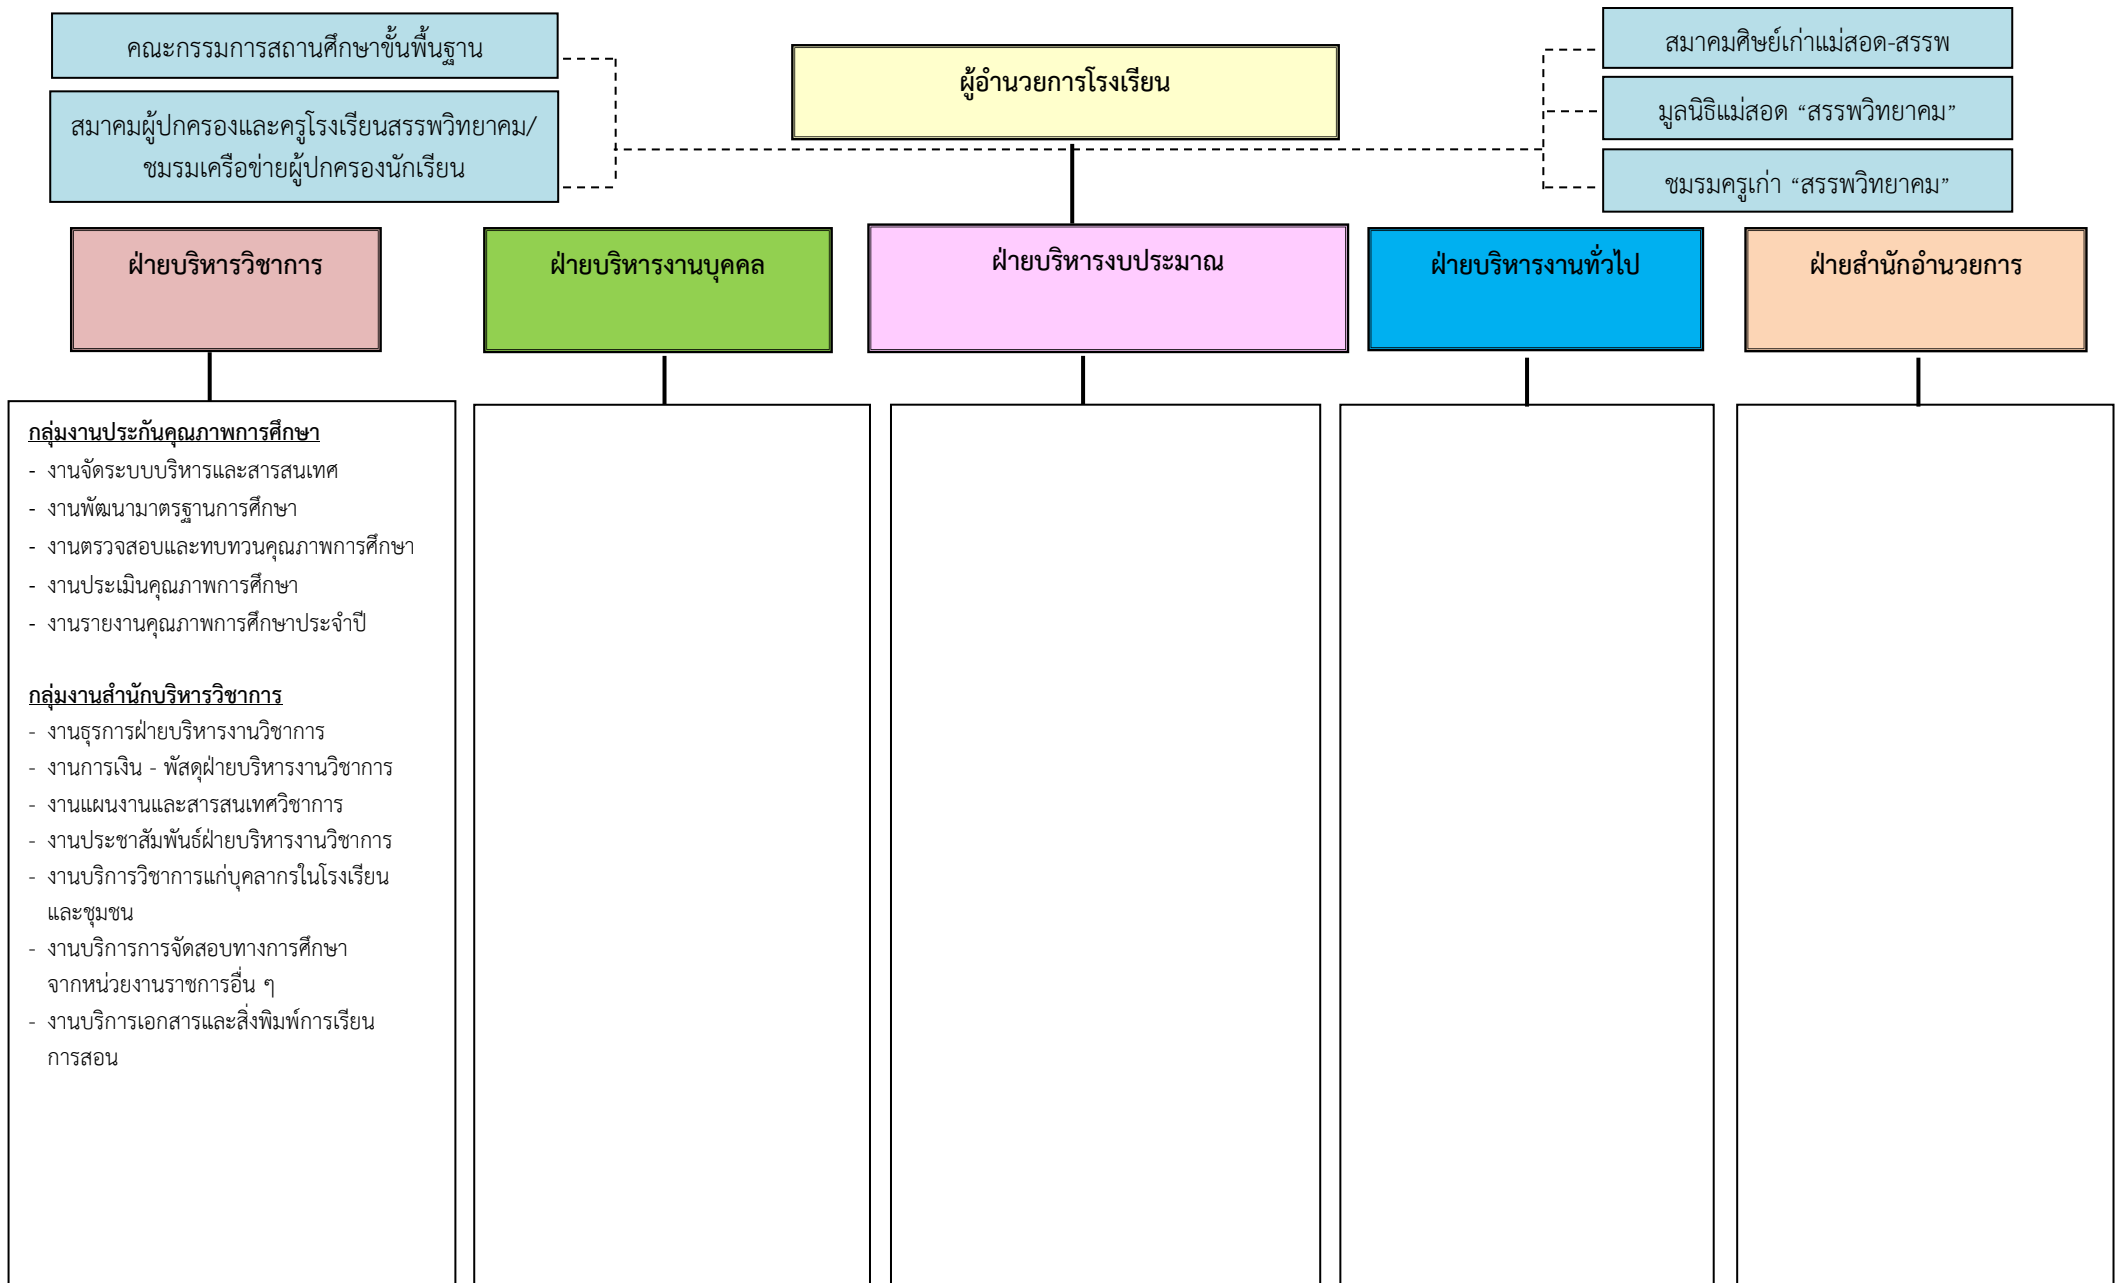 คณะกรรมการสถานศึกษาขั้นพื้นฐาน
สมาคมผู้ปกครองและครูโรงเรียนสรรพวิทยาคม/
ชมรมเครือข่ายผู้ปกครองนักเรียน
ผู้อำนวยการโรงเรียน
สมาคมศิษย์เก่าแม่สอด-สรรพ
มูลนิธิแม่สอด “สรรพวิทยาคม”
ชมรมครูเก่า “สรรพวิทยาคม”
ฝ่ายบริหารวิชาการ
ฝ่ายบริหารงานบุคคล
ฝ่ายบริหารงบประมาณ
ฝ่ายบริหารงานทั่วไป
ฝ่ายสำนักอำนวยการ
กลุ่มงานประกันคุณภาพการศึกษา
- งานจัดระบบบริหารและสารสนเทศ
- งานพัฒนามาตรฐานการศึกษา
- งานตรวจสอบและทบทวนคุณภาพการศึกษา
- งานประเมินคุณภาพการศึกษา
- งานรายงานคุณภาพการศึกษาประจำปี
กลุ่มงานสำนักบริหารวิชาการ
- งานธุรการฝ่ายบริหารงานวิชาการ
- งานการเงิน - พัสดุฝ่ายบริหารงานวิชาการ
- งานแผนงานและสารสนเทศวิชาการ
- งานประชาสัมพันธ์ฝ่ายบริหารงานวิชาการ
- งานบริการวิชาการแก่บุคลากรในโรงเรียน
และชุมชน
- งานบริการการจัดสอบทางการศึกษา
จากหน่วยงานราชการอื่น ๆ
- งานบริการเอกสารและสิ่งพิมพ์การเรียน
การสอน